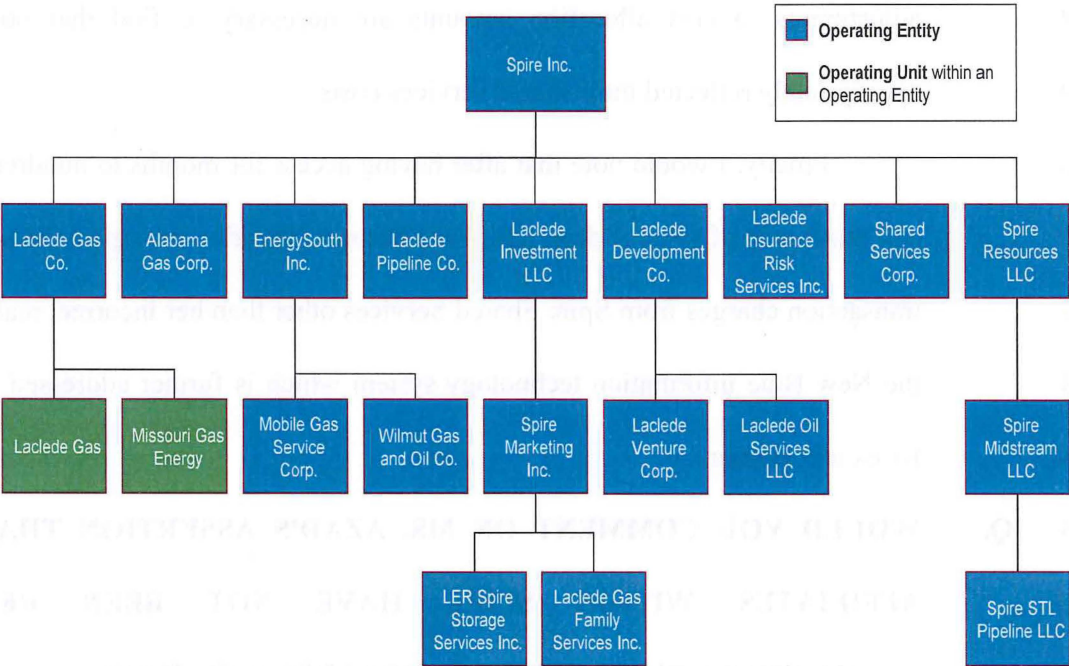 Operating Entity
Operating Unit within an
Operating Entity
Spire Inc.
Laclede Gas
Co.
Alabama
Gas Corp.
EnergySouth
Inc.
Laclede
Pipeline Co.
Laclede
Investment
LLC
Laclede
Development
Co.
Laclede
Insurance
Risk
Services Inc.
Shared
Services
Corp.
Spire
Resources
LLC
Laclede Gas
Missouri Gas
Energy
Mobile Gas
Service
Corp.
Wilmut Gas
and Oil Co.
Spire
Marketing
Inc.
Laclede
Venture
Corp.
Laclede Oil
Services
LLC
Spire
Midstream
LLC
LER Spire
Storage
Services Inc.
Laclede Gas
Family
Services Inc.
Spire STL
Pipeline LLC